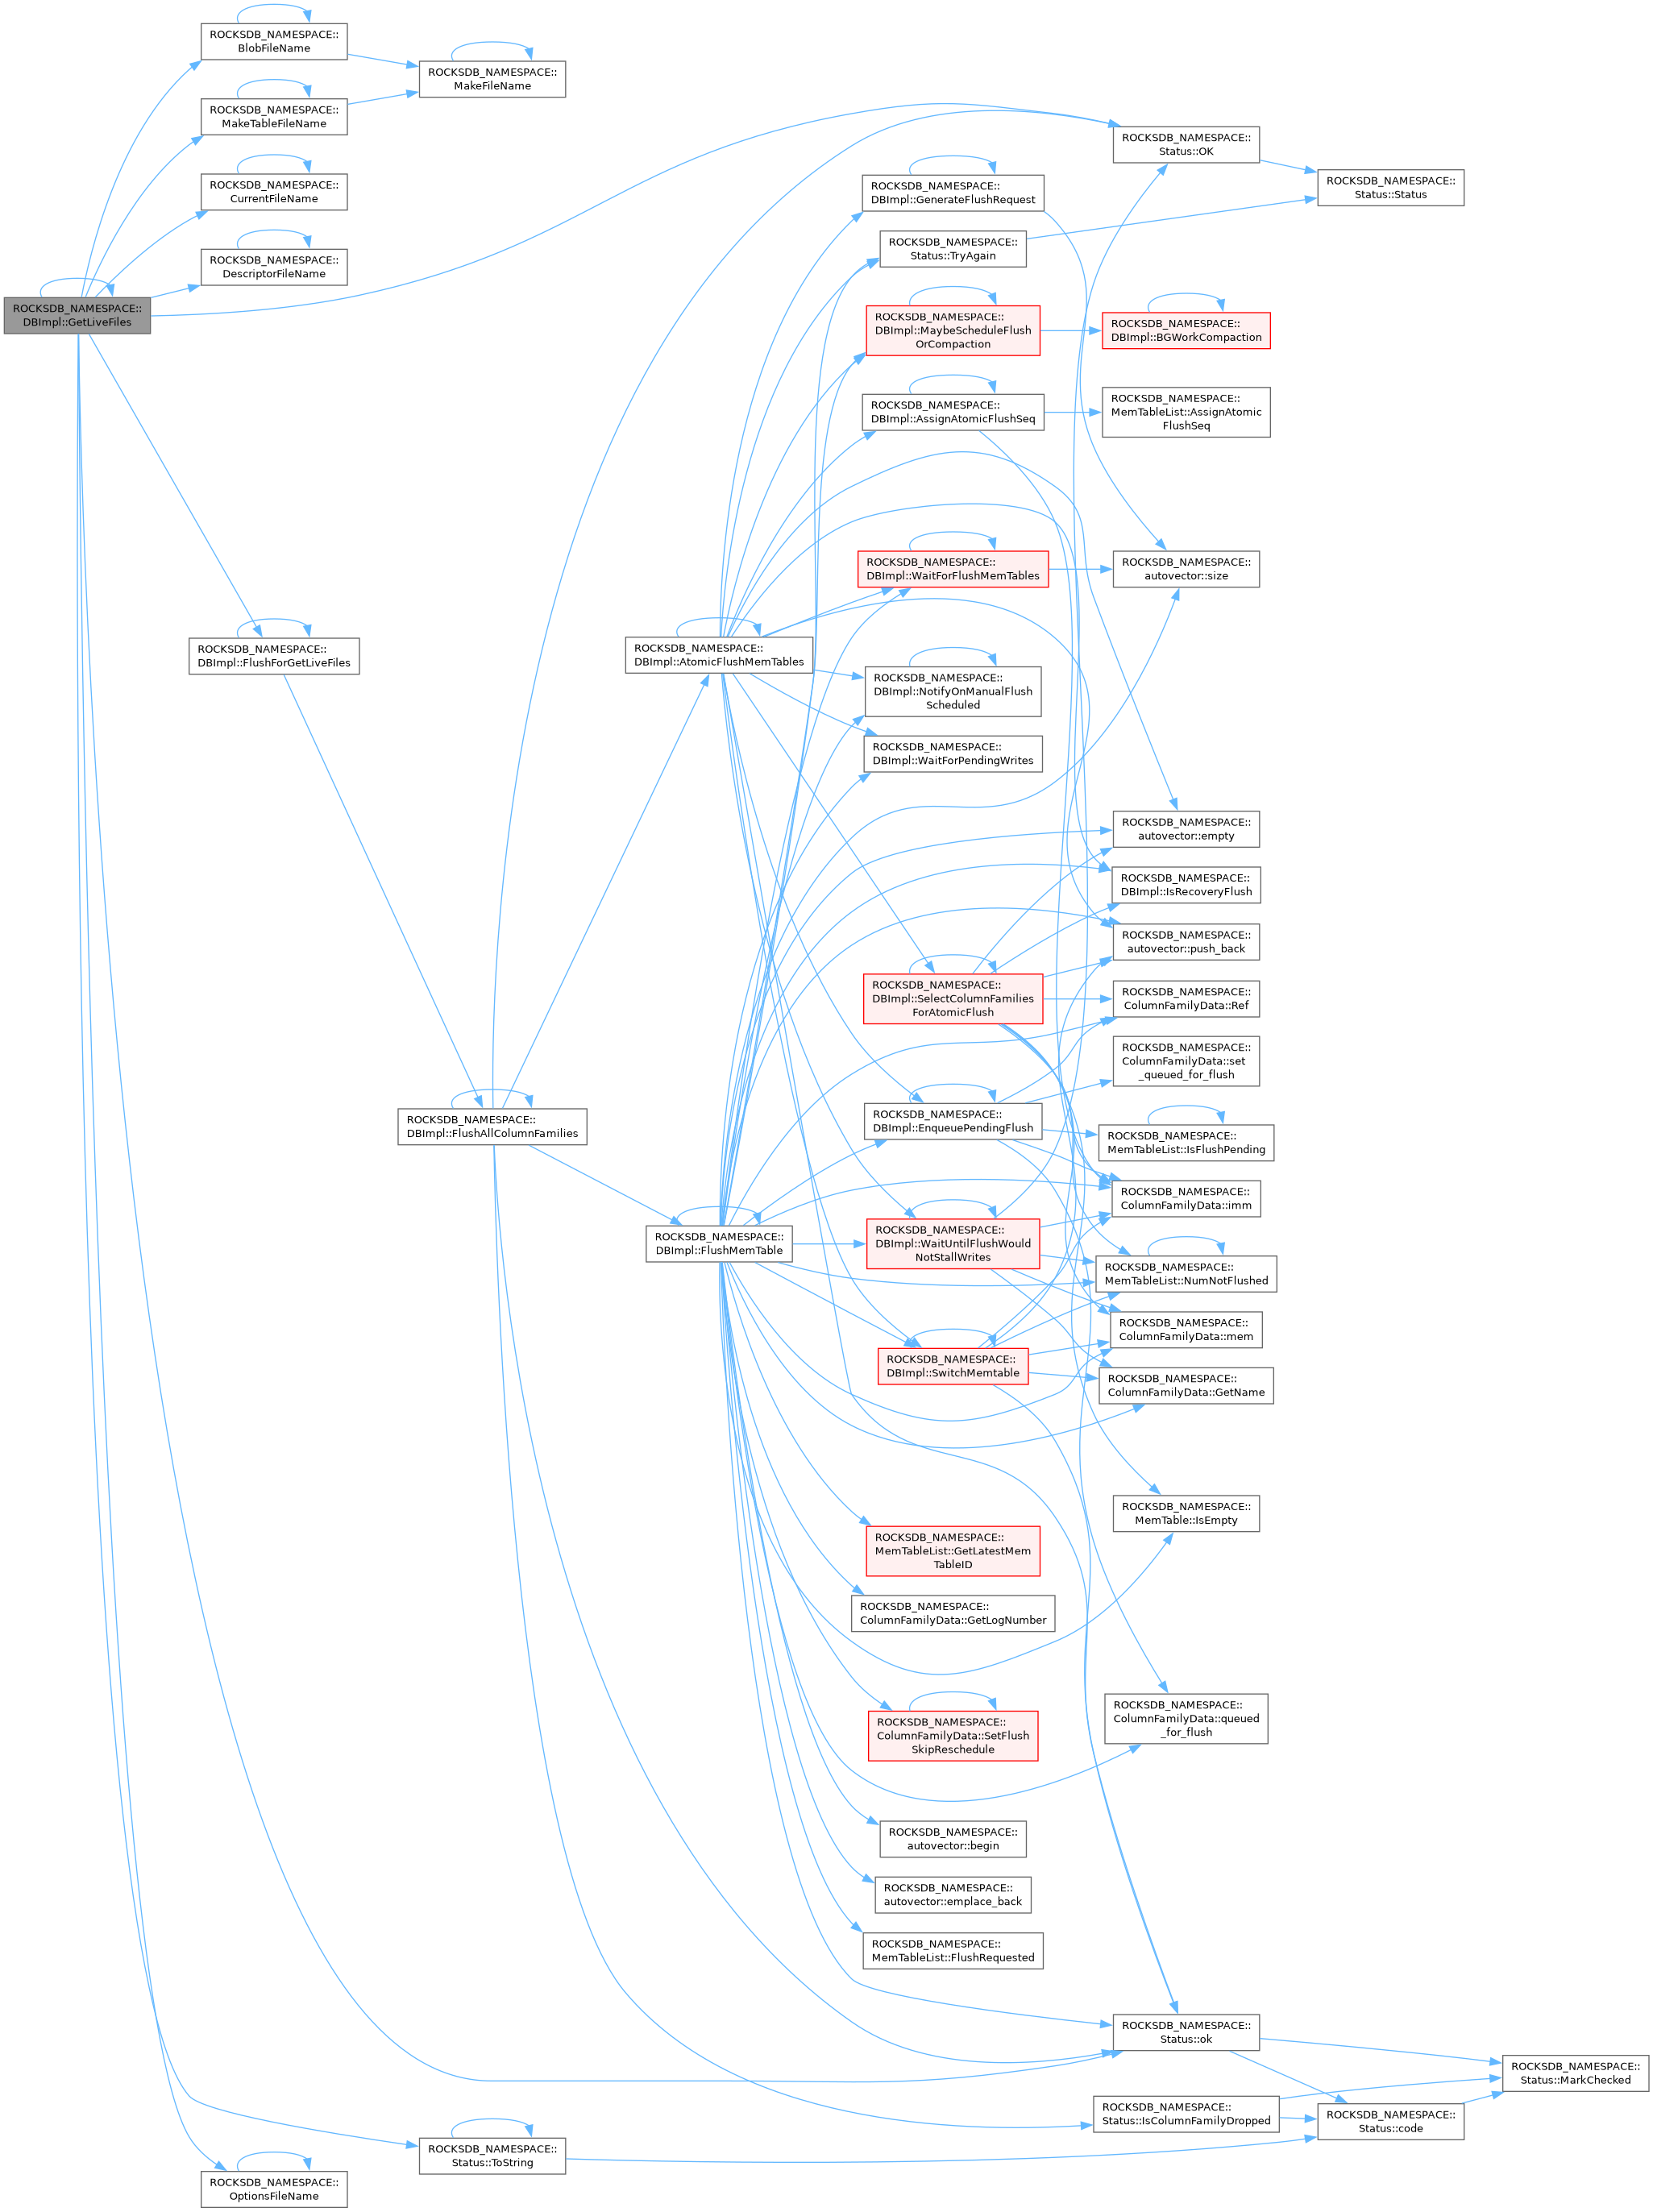 ROCKSDB_NAMESPACE::
BlobFileName
ROCKSDB_NAMESPACE::
MakeFileName
ROCKSDB_NAMESPACE::
MakeTableFileName
ROCKSDB_NAMESPACE::
CurrentFileName
ROCKSDB_NAMESPACE::
DescriptorFileName
ROCKSDB_NAMESPACE::
DBImpl::GetLiveFiles
ROCKSDB_NAMESPACE::
DBImpl::FlushForGetLiveFiles
ROCKSDB_NAMESPACE::
DBImpl::FlushAllColumnFamilies
ROCKSDB_NAMESPACE::
Status::ToString
ROCKSDB_NAMESPACE::
OptionsFileName
ROCKSDB_NAMESPACE::
DBImpl::AtomicFlushMemTables
ROCKSDB_NAMESPACE::
DBImpl::FlushMemTable
ROCKSDB_NAMESPACE::
DBImpl::GenerateFlushRequest
ROCKSDB_NAMESPACE::
Status::TryAgain
ROCKSDB_NAMESPACE::
DBImpl::MaybeScheduleFlush
OrCompaction
ROCKSDB_NAMESPACE::
DBImpl::AssignAtomicFlushSeq
ROCKSDB_NAMESPACE::
DBImpl::WaitForFlushMemTables
ROCKSDB_NAMESPACE::
DBImpl::NotifyOnManualFlush
Scheduled
ROCKSDB_NAMESPACE::
DBImpl::WaitForPendingWrites
ROCKSDB_NAMESPACE::
DBImpl::SelectColumnFamilies
ForAtomicFlush
ROCKSDB_NAMESPACE::
DBImpl::EnqueuePendingFlush
ROCKSDB_NAMESPACE::
DBImpl::WaitUntilFlushWould
NotStallWrites
ROCKSDB_NAMESPACE::
DBImpl::SwitchMemtable
ROCKSDB_NAMESPACE::
MemTableList::GetLatestMem
TableID
ROCKSDB_NAMESPACE::
ColumnFamilyData::GetLogNumber
ROCKSDB_NAMESPACE::
ColumnFamilyData::SetFlush
SkipReschedule
ROCKSDB_NAMESPACE::
autovector::begin
ROCKSDB_NAMESPACE::
autovector::emplace_back
ROCKSDB_NAMESPACE::
MemTableList::FlushRequested
ROCKSDB_NAMESPACE::
Status::OK
ROCKSDB_NAMESPACE::
Status::Status
ROCKSDB_NAMESPACE::
DBImpl::BGWorkCompaction
ROCKSDB_NAMESPACE::
MemTableList::AssignAtomic
FlushSeq
ROCKSDB_NAMESPACE::
autovector::size
ROCKSDB_NAMESPACE::
autovector::empty
ROCKSDB_NAMESPACE::
DBImpl::IsRecoveryFlush
ROCKSDB_NAMESPACE::
autovector::push_back
ROCKSDB_NAMESPACE::
ColumnFamilyData::Ref
ROCKSDB_NAMESPACE::
ColumnFamilyData::set
_queued_for_flush
ROCKSDB_NAMESPACE::
MemTableList::IsFlushPending
ROCKSDB_NAMESPACE::
ColumnFamilyData::imm
ROCKSDB_NAMESPACE::
MemTableList::NumNotFlushed
ROCKSDB_NAMESPACE::
ColumnFamilyData::mem
ROCKSDB_NAMESPACE::
ColumnFamilyData::GetName
ROCKSDB_NAMESPACE::
MemTable::IsEmpty
ROCKSDB_NAMESPACE::
ColumnFamilyData::queued
_for_flush
ROCKSDB_NAMESPACE::
Status::ok
ROCKSDB_NAMESPACE::
Status::IsColumnFamilyDropped
ROCKSDB_NAMESPACE::
Status::code
ROCKSDB_NAMESPACE::
Status::MarkChecked